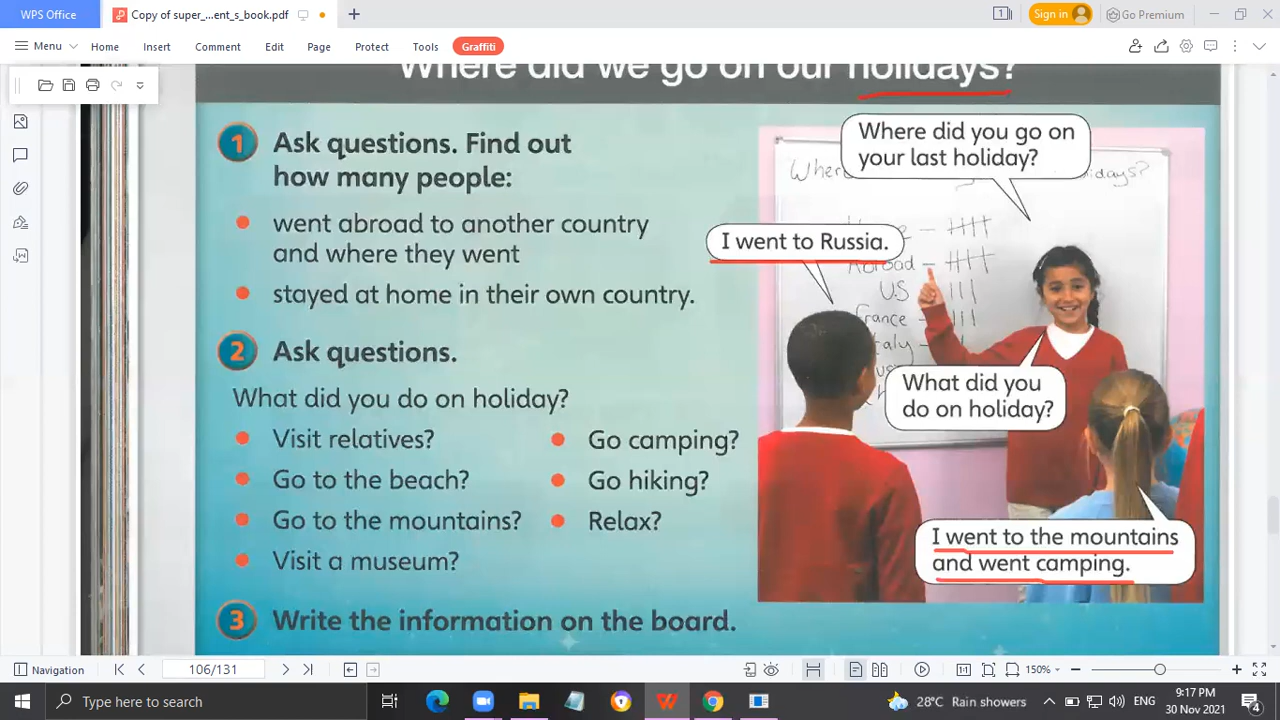 WPS Office
Copy of super_...ent_s_book.pdf
1
Sign in
Go Premium
Menu
Home
Insert
Comment
Edit
Page
Protect
Tools
Graffiti
Where did we go on our holidays?
1 Ask questions. Find out
how many people:
went abroad to another country
and where they went
stayed at home in their own country.
2 Ask questions.
What did you do on holiday?
Visit relatives?
Go to the beach?
Go to the mountains?
Visit a museum?
Go camping?
Go hiking?
Relax?
3 Write the information on the board.
Where did you go on
your last holiday?
I went to Russia.
Abroad –
U.S
France –
What did you
do on holiday?
I went to the mountains
and went camping.
Navigation
106/131
1:1
150%
Type here to search
28°C Rain showers
ENG
9:17 PM
30 Nov 2021
4